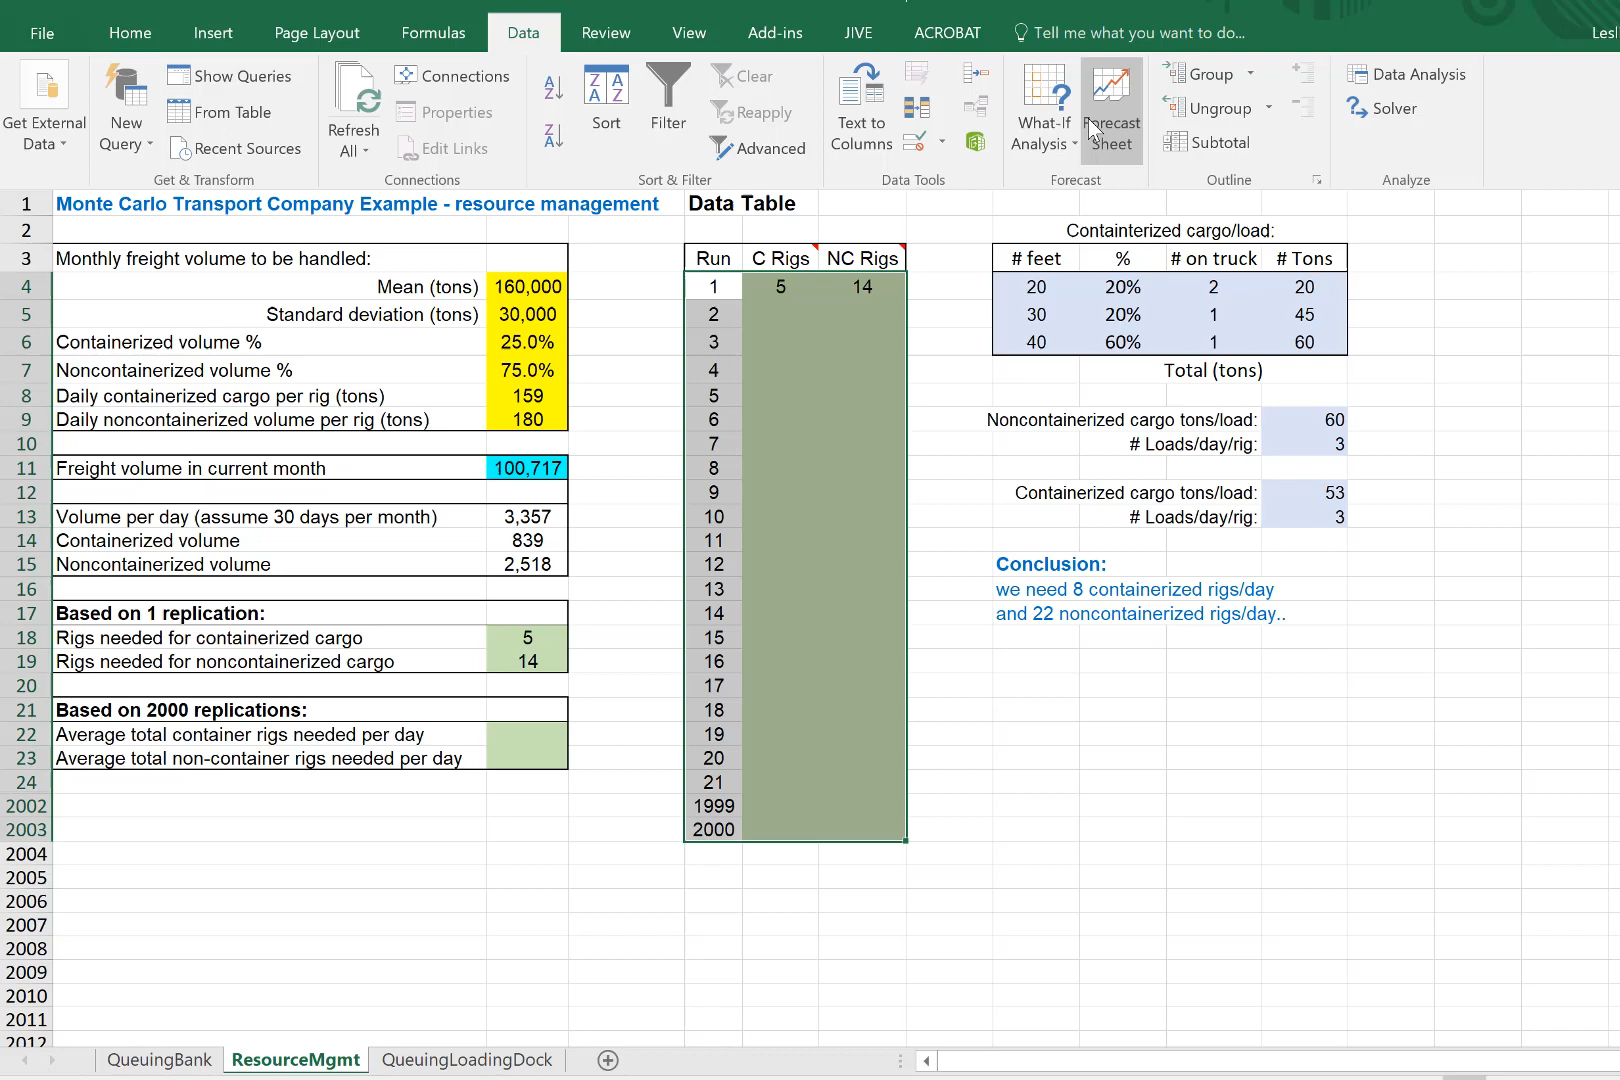 File Home Insert Page Layout Formulas Data Review View Add-ins JIVE ACROBAT Tell me what you want to do...
Get External Data
New Query
Show Queries
From Table
Recent Sources
Get & Transform
Refresh All
Connections
Properties
Edit Links
Connections
Sort
Filter
Clear
Reapply
Advanced
Sort & Filter
Text to Columns
Data Tools
What-If Analysis
Forecast Sheet
Forecast
Group
Ungroup
Subtotal
Outline
Data Analysis
Solver
Analyze
1 Monte Carlo Transport Company Example - resource management Data Table
2 Containterized cargo/load:
3 Monthly freight volume to be handled: Run C Rigs NC Rigs # feet % # on truck # Tons
4 Mean (tons) 160,000 1 5 14 20 20% 2 20
5 Standard deviation (tons) 30,000 2 30 20% 1 45
6 Containerized volume % 25.0% 3 40 60% 1 60
7 Noncontainerized volume % 75.0% 4 Total (tons)
8 Daily containerized cargo per rig (tons) 159 5
9 Daily noncontainerized volume per rig (tons) 180 6 Noncontainerized cargo tons/load: 60
10 7 # Loads/day/rig: 3
11 Freight volume in current month 100,717 8
12 9 Containerized cargo tons/load: 53
13 Volume per day (assume 30 days per month) 3,357 10 # Loads/day/rig: 3
14 Containerized volume 839 11
15 Noncontainerized volume 2,518 12 Conclusion:
16 13 we need 8 containerized rigs/day
17 Based on 1 replication: 14 and 22 noncontainerized rigs/day..
18 Rigs needed for containerized cargo 5 15
19 Rigs needed for noncontainerized cargo 14 16
20 17
21 Based on 2000 replications: 18
22 Average total container rigs needed per day 19
23 Average total non-container rigs needed per day 20
24 21
2002 1999
2003 2000
2004
2005
2006
2007
2008
2009
2010
2011
2012
QueuingBank ResourceMgmt QueuingLoadingDock